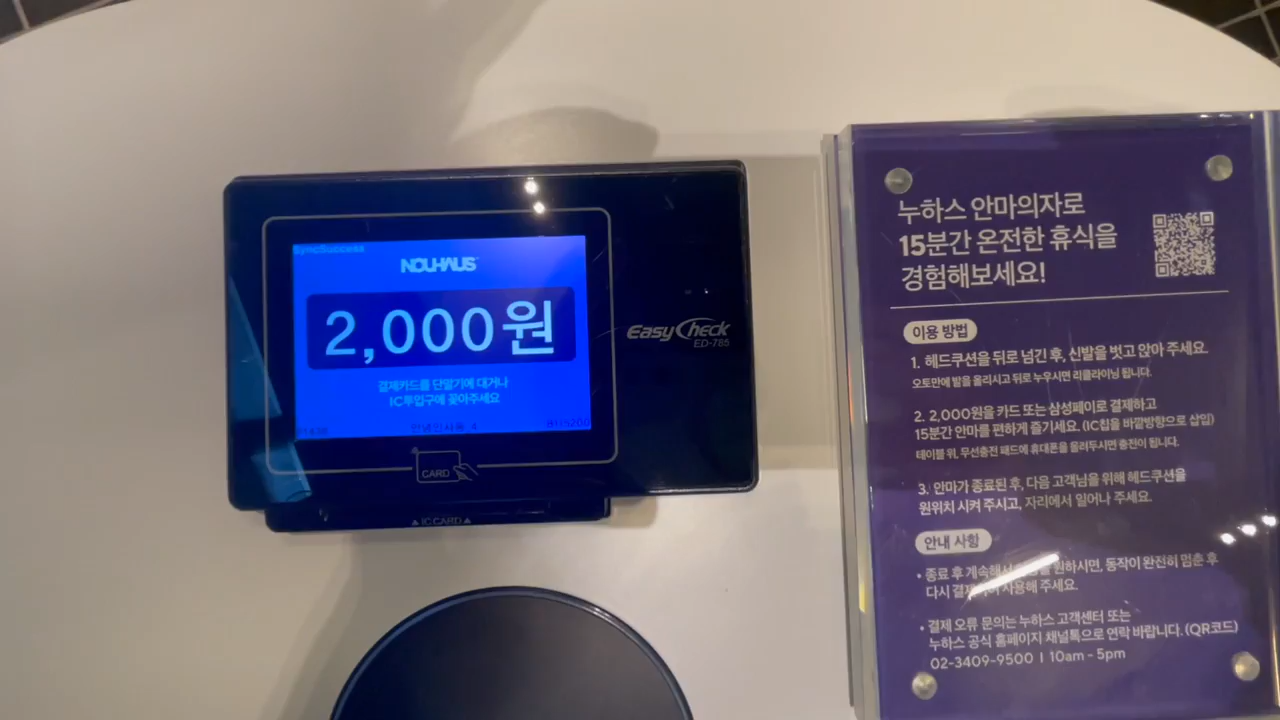 SyncSuccess
NOUHAUS
2,000원
결제카드를 단말기에 대거나
IC투입구에 꽂아주세요
안녕인사동_4
CARD
▲ IC CARD ▲
EasyCheck
ED-785
누하스 안마의자로
15분간 온전한 휴식을
경험해보세요!
이용 방법
1. 헤드쿠션을 뒤로 넘긴 후, 신발을 벗고 앉아 주세요.
오토만에 발을 올리시고 뒤로 누우시면 리클라이닝 됩니다.
2. 2,000원을 카드 또는 삼성페이로 결제하고
15분간 안마를 편하게 즐기세요. (IC칩을 바깥방향으로 삽입)
테이블 위, 무선충전 패드에 휴대폰을 올려두시면 충전이 됩니다.
3. 안마가 종료된 후, 다음 고객님을 위해 헤드쿠션을
원위치 시켜 주시고, 자리에서 일어나 주세요.
안내 사항
• 종료 후 원하시면, 동작이 완전히 멈춘 후
다시 사용해 주세요.
• 결제 오류 문의는 누하스 고객센터 또는
누하스 공식 홈페이지 채널톡으로 연락 바랍니다. (QR코드)
02-3409-9500 I 10am - 5pm